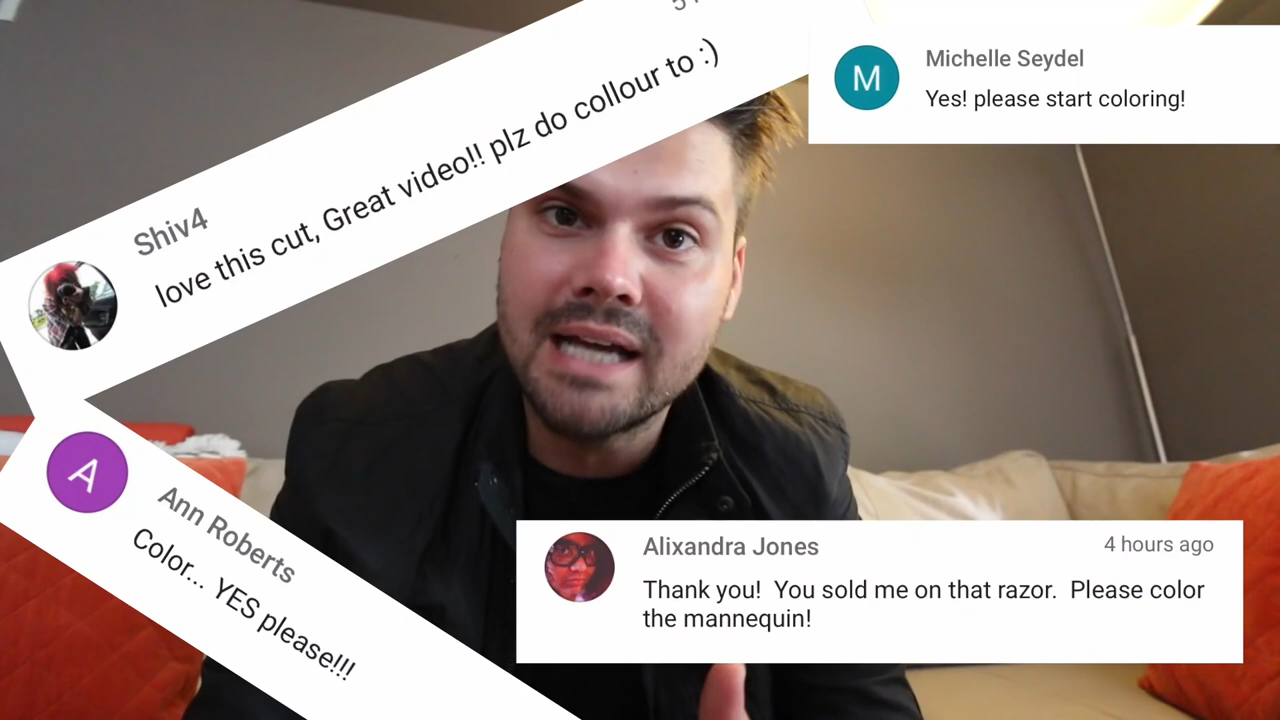 Michelle Seydel
M
Yes! please start coloring!
Shiv4
love this cut, Great video!! plz do collour to :)
A
Ann Roberts
Color... YES please!!!
Alixandra Jones
4 hours ago
Thank you! You sold me on that razor. Please color
the mannequin!